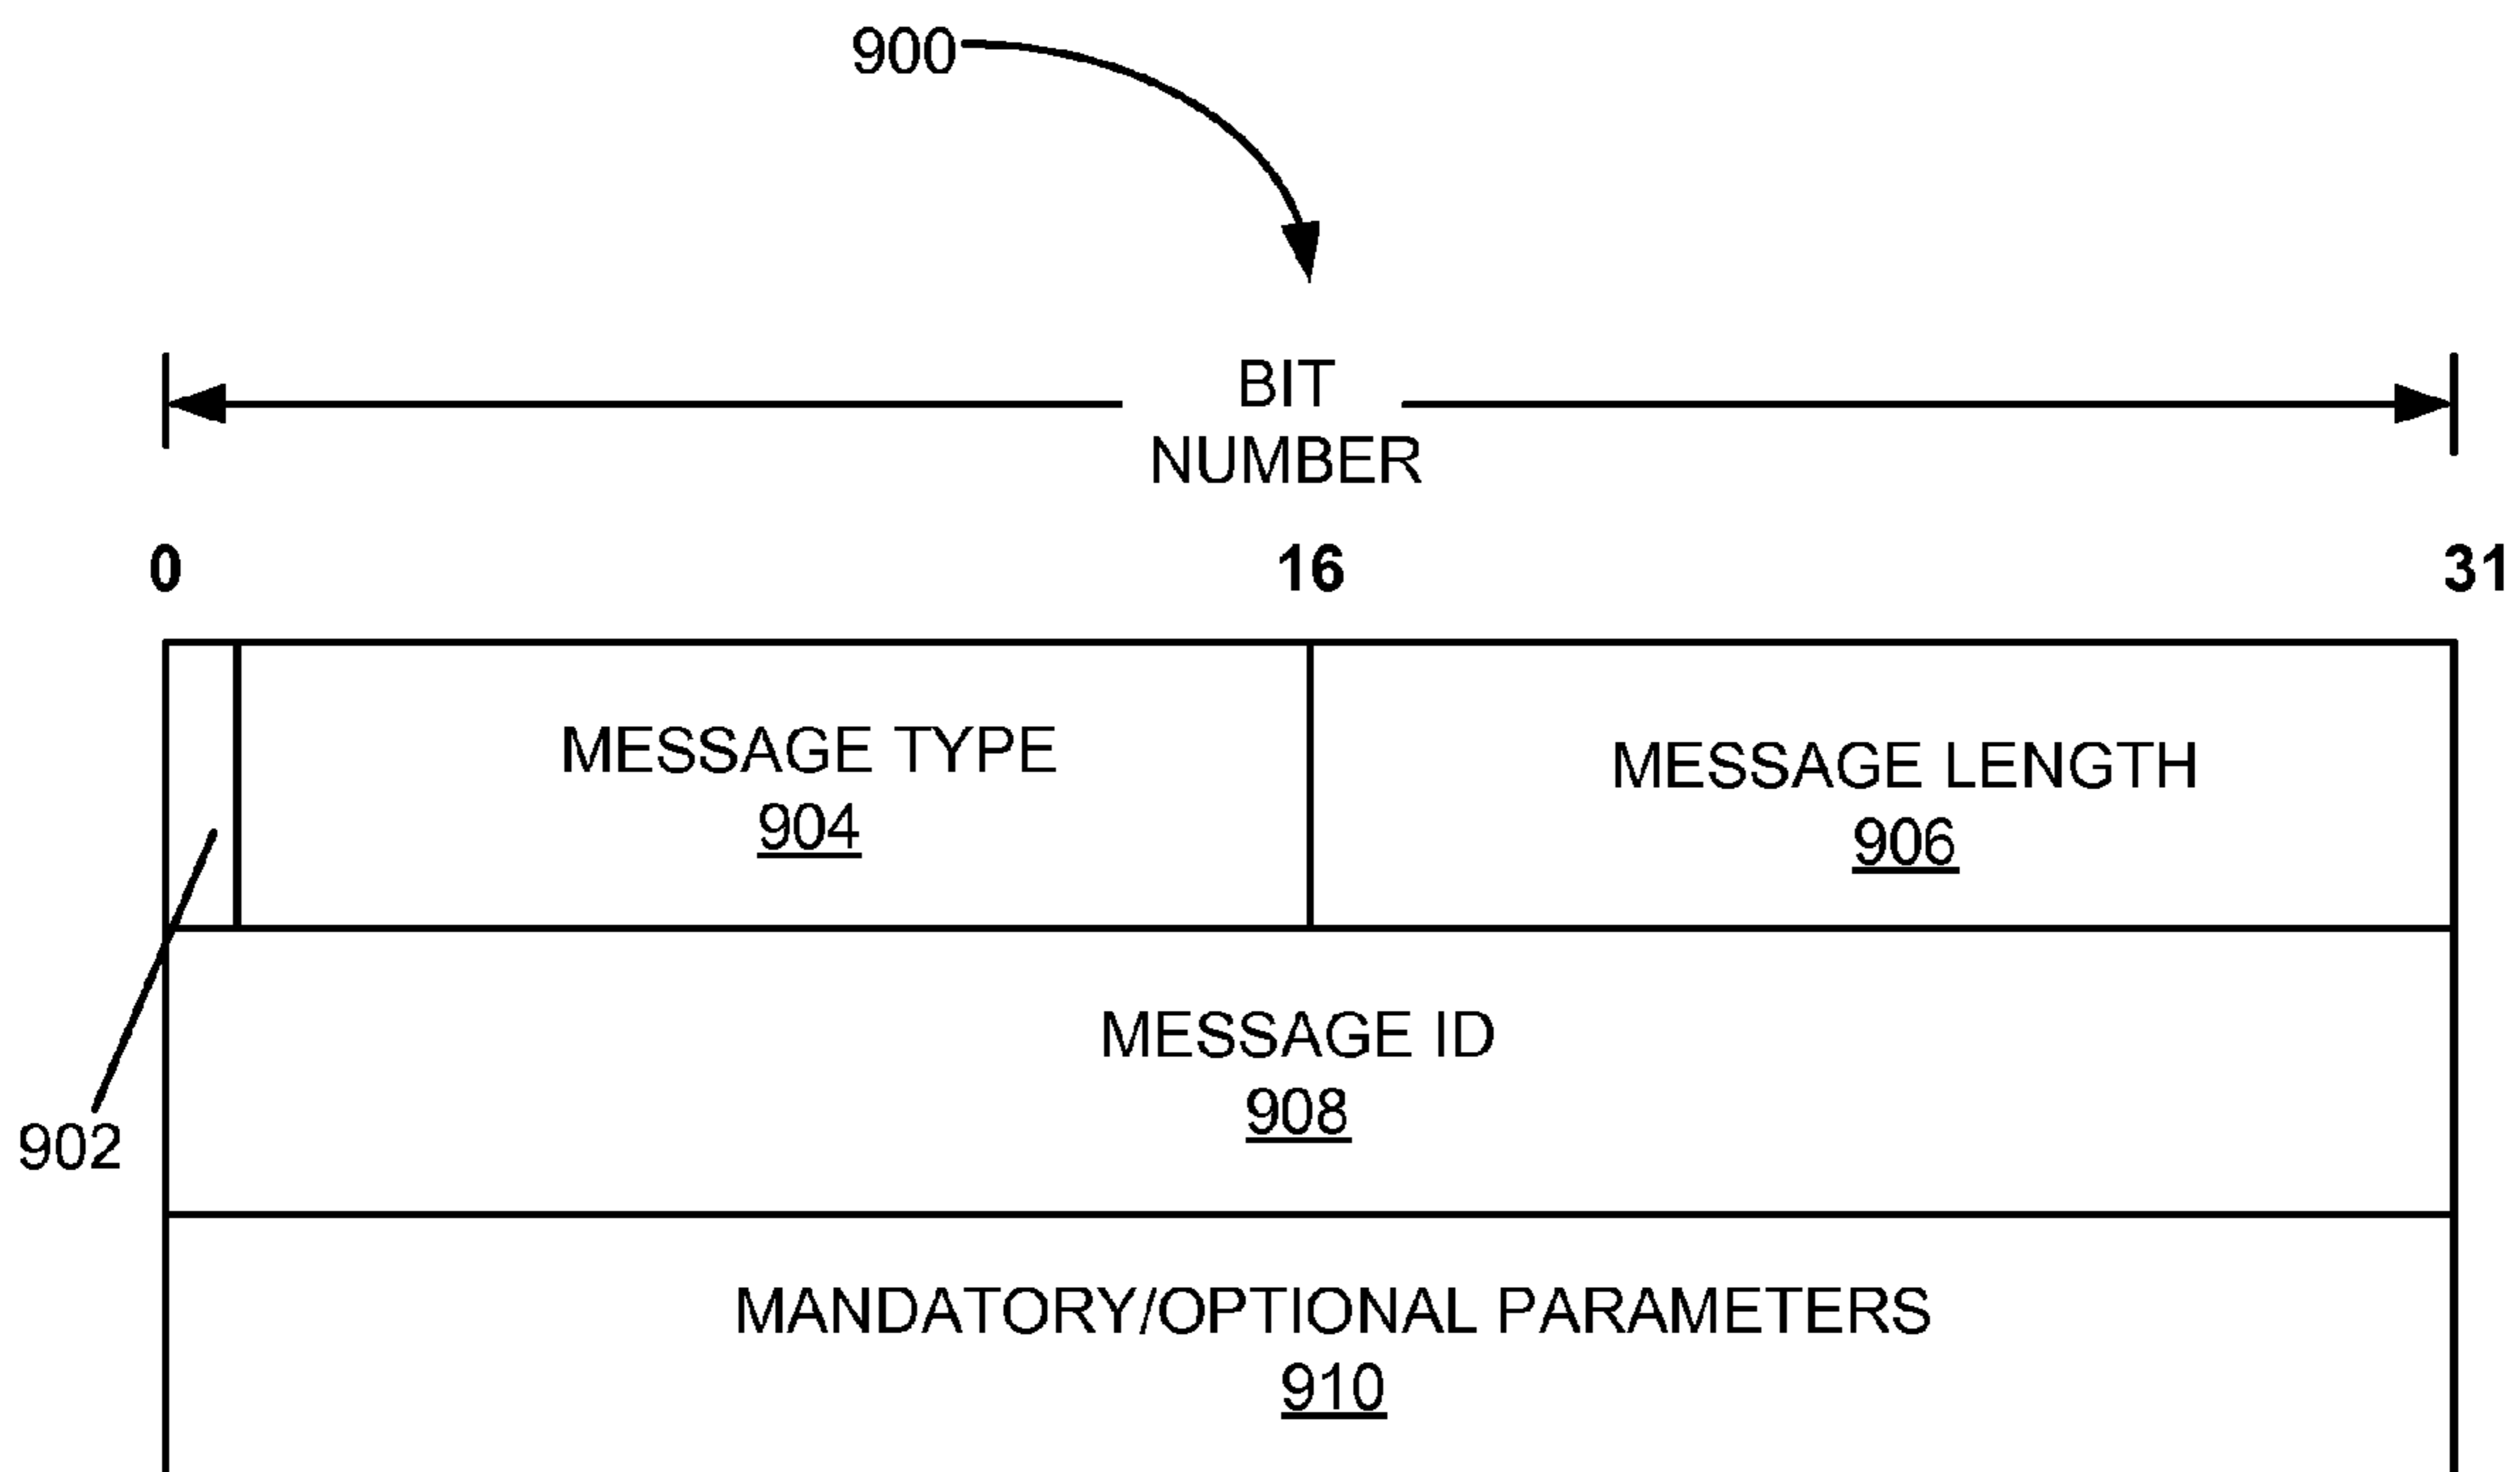 900
BIT
NUMBER
0 16 31
MESSAGE TYPE
904
MESSAGE LENGTH
906
MESSAGE ID
908
902
MANDATORY/OPTIONAL PARAMETERS
910